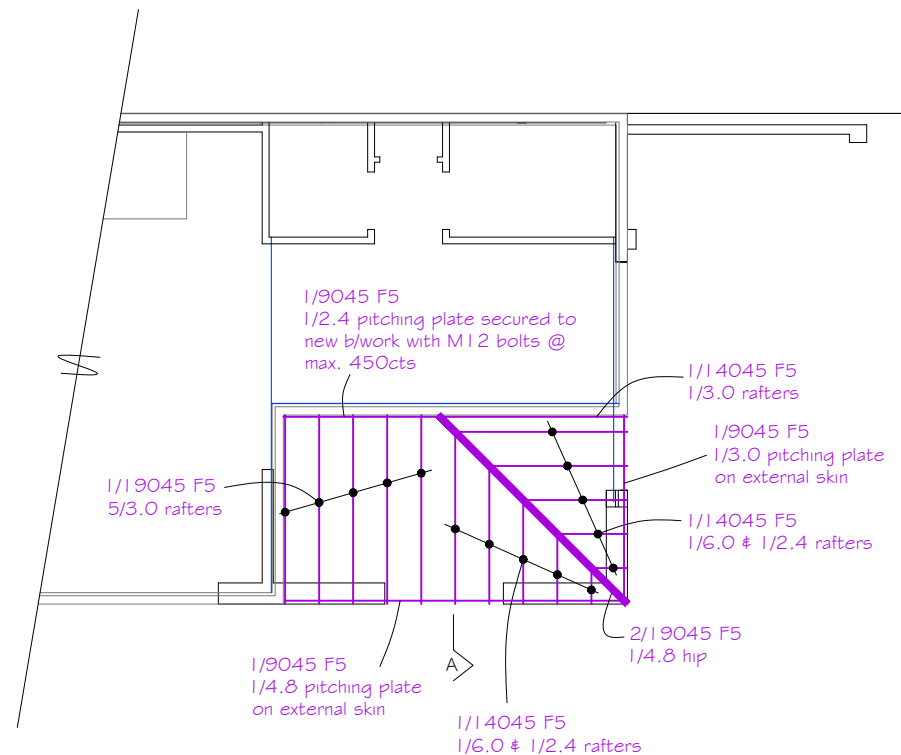 1/9045 F5
1/2.4 pitching plate secured to
new b/work with M12 bolts @
max. 450cts
1/14045 F5
1/3.0 rafters
1/9045 F5
1/3.0 pitching plate
on external skin
1/19045 F5
5/3.0 rafters
1/14045 F5
1/6.0 & 1/2.4 rafters
2/19045 F5
1/4.8 hip
A
1/9045 F5
1/4.8 pitching plate
on external skin
1/14045 F5
1/6.0 & 1/2.4 rafters